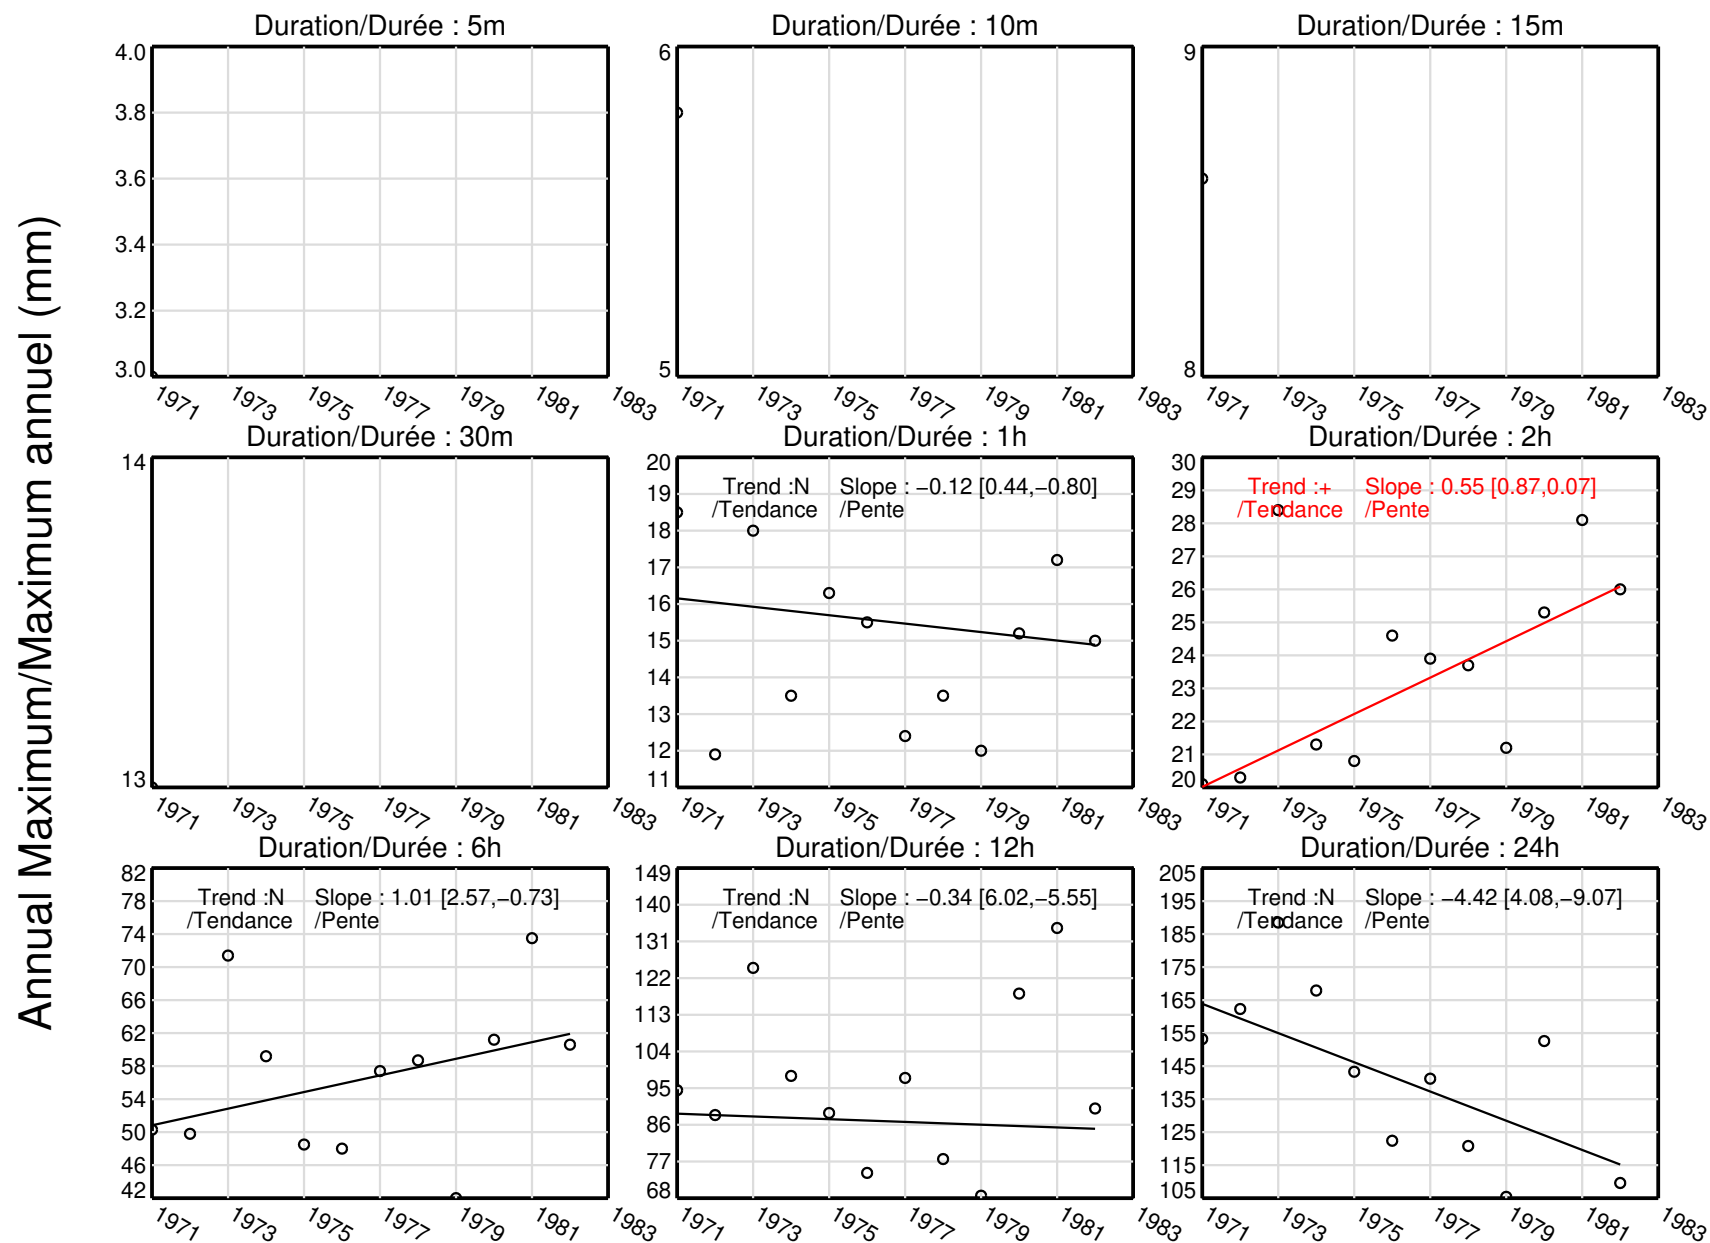 Annual Maximum/Maximum annuel (mm)
Duration/Durée : 5m
4.0
3.8
3.6
3.4
3.2
3.0
1971 1973 1975 1977 1979 1981 1983
Duration/Durée : 10m
6
5
1971 1973 1975 1977 1979 1981 1983
Duration/Durée : 15m
9
8
1971 1973 1975 1977 1979 1981 1983
Duration/Durée : 30m
14
13
1971 1973 1975 1977 1979 1981 1983
Duration/Durée : 1h
Trend :N Slope : −0.12 [0.44,−0.80]
/Tendance /Pente
20
19
18
17
16
15
14
13
12
11
1971 1973 1975 1977 1979 1981 1983
Duration/Durée : 2h
Trend :+ Slope : 0.55 [0.87,0.07]
/Tendance /Pente
30
29
28
27
26
25
24
23
22
21
20
1971 1973 1975 1977 1979 1981 1983
Duration/Durée : 6h
Trend :N Slope : 1.01 [2.57,−0.73]
/Tendance /Pente
82
78
74
70
66
62
58
54
50
46
42
1971 1973 1975 1977 1979 1981 1983
Duration/Durée : 12h
Trend :N Slope : −0.34 [6.02,−5.55]
/Tendance /Pente
149
140
131
122
113
104
95
86
77
68
1971 1973 1975 1977 1979 1981 1983
Duration/Durée : 24h
Trend :N Slope : −4.42 [4.08,−9.07]
/Tendance /Pente
205
195
185
175
165
155
145
135
125
115
105
1971 1973 1975 1977 1979 1981 1983